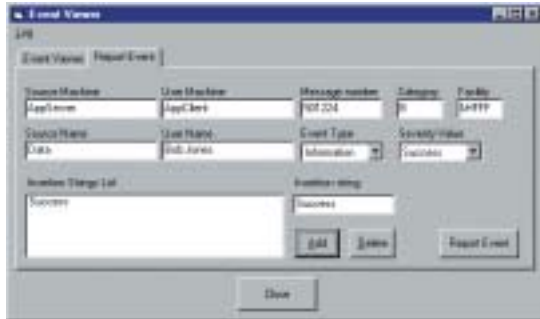 Event Viewer
Event Viewer Report Event
Source Machine User Machine Message number Category Facility
AppServer AppClient
Source Name User Name Event Type Severity Value
Data Bob Jones Information Success
Insertion Strings List Insertion string
Success Success
Add Delete Report Event
Close